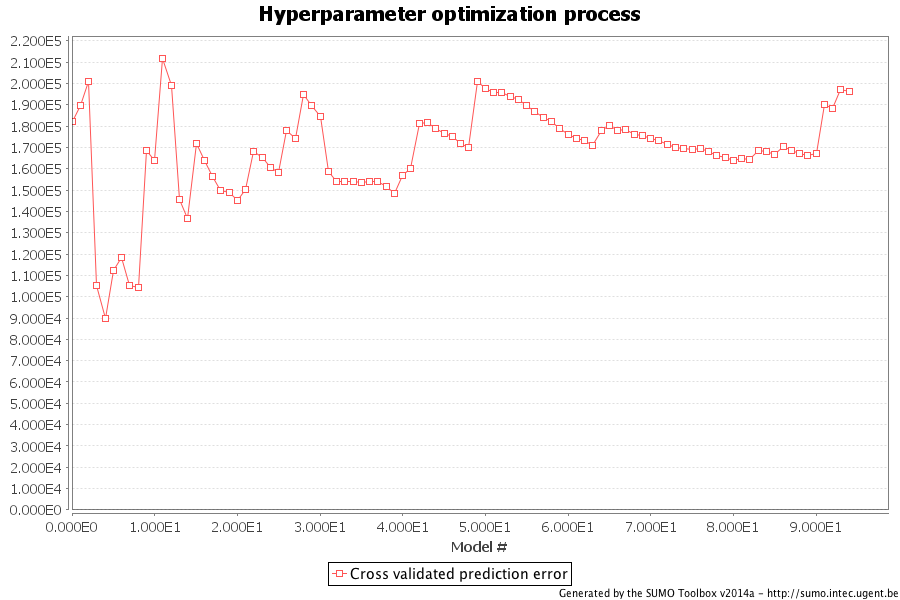 Hyperparameter optimization process
2.200E5
2.100E5
2.000E5
1.900E5
1.800E5
1.700E5
1.600E5
1.500E5
1.400E5
1.300E5
1.200E5
1.100E5
1.000E5
9.000E4
8.000E4
7.000E4
6.000E4
5.000E4
4.000E4
3.000E4
2.000E4
1.000E4
0.000E0
0.000E0 1.000E1 2.000E1 3.000E1 4.000E1 5.000E1 6.000E1 7.000E1 8.000E1 9.000E1
Model #
Cross validated prediction error
Generated by the SUMO Toolbox v2014a - http://sumo.intec.ugent.be